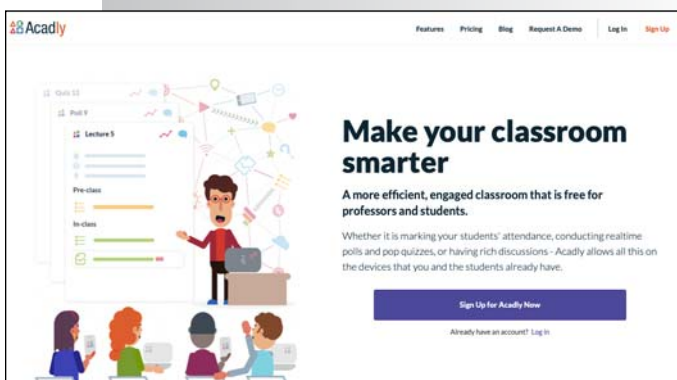 Acadly
Features Pricing Blog Request A Demo Log In Sign Up
Quiz 12
Poll 9
Lecture 5
Pre-class
In-class
Make your classroom
smarter
A more efficient, engaged classroom that is free for
professors and students.
Whether it is marking your students' attendance, conducting realtime
polls and pop quizzes, or having rich discussions - Acadly allows all this on
the devices that you and the students already have.
Sign Up for Acadly Now
Already have an account? Log in